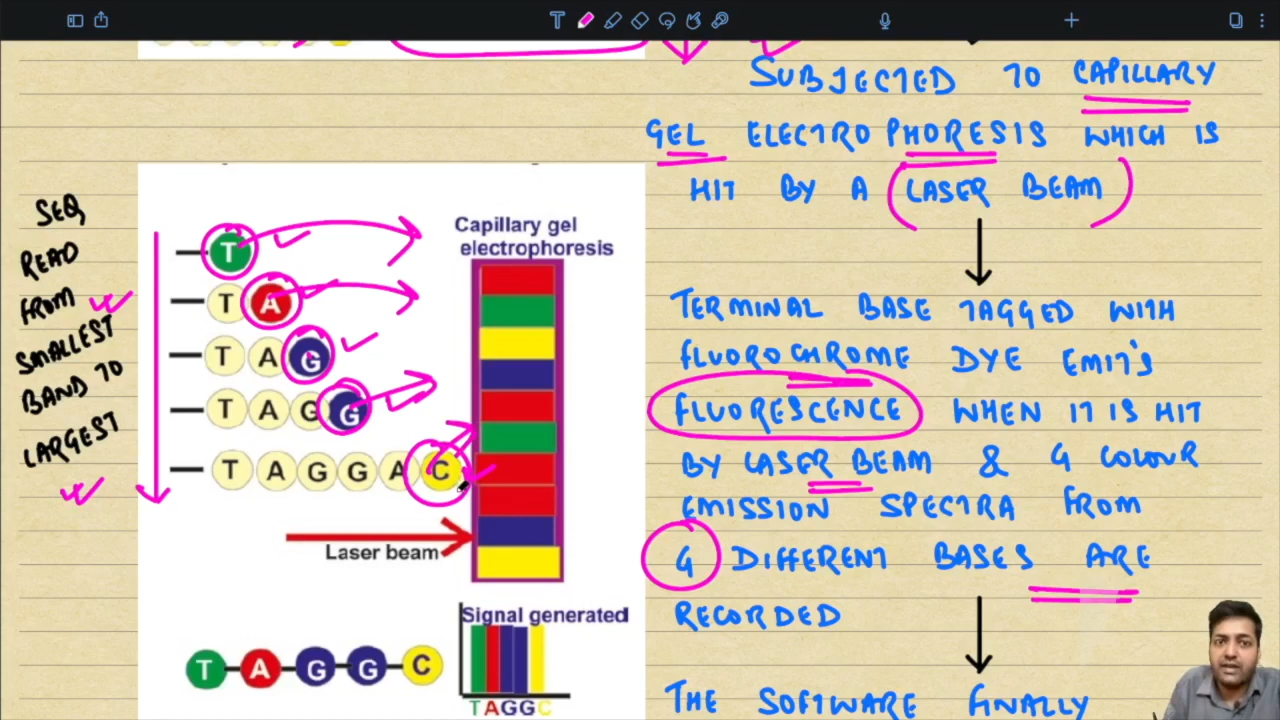 SUBJECTED TO CAPILLARY
GEL ELECTROPHORESIS WHICH IS
HIT BY A (LASER BEAM)
TERMINAL BASE TAGGED WITH
FLUOROCHROME DYE EMIT'S
FLUORESCENCE WHEN IT IS HIT
BY LASER BEAM & 4 COLOUR
EMISSION SPECTRA FROM
4 DIFFERENT BASES ARE
RECORDED
THE SOFTWARE FINALLY
SEQ
READ
FROM
SMALLEST
BAND TO
LARGEST
Capillary gel
electrophoresis
T
T A
T A G
T A G G
T A G G A C
Laser beam
Signal generated
T A G G C
TAGGC